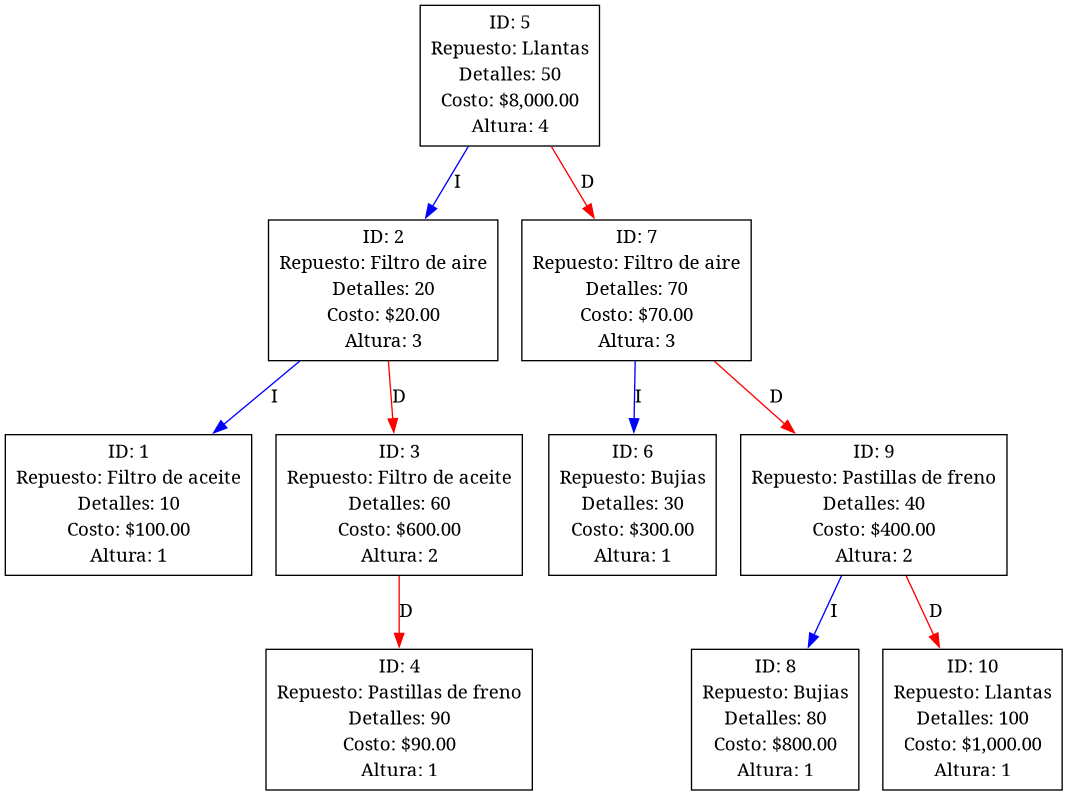 ID: 5
Repuesto: Llantas
Detalles: 50
Costo: $8,000.00
Altura: 4
I
D
ID: 2
Repuesto: Filtro de aire
Detalles: 20
Costo: $20.00
Altura: 3
ID: 7
Repuesto: Filtro de aire
Detalles: 70
Costo: $70.00
Altura: 3
I
D
I
D
ID: 1
Repuesto: Filtro de aceite
Detalles: 10
Costo: $100.00
Altura: 1
ID: 3
Repuesto: Filtro de aceite
Detalles: 60
Costo: $600.00
Altura: 2
ID: 6
Repuesto: Bujias
Detalles: 30
Costo: $300.00
Altura: 1
ID: 9
Repuesto: Pastillas de freno
Detalles: 40
Costo: $400.00
Altura: 2
D
I
D
ID: 4
Repuesto: Pastillas de freno
Detalles: 90
Costo: $90.00
Altura: 1
ID: 8
Repuesto: Bujias
Detalles: 80
Costo: $800.00
Altura: 1
ID: 10
Repuesto: Llantas
Detalles: 100
Costo: $1,000.00
Altura: 1